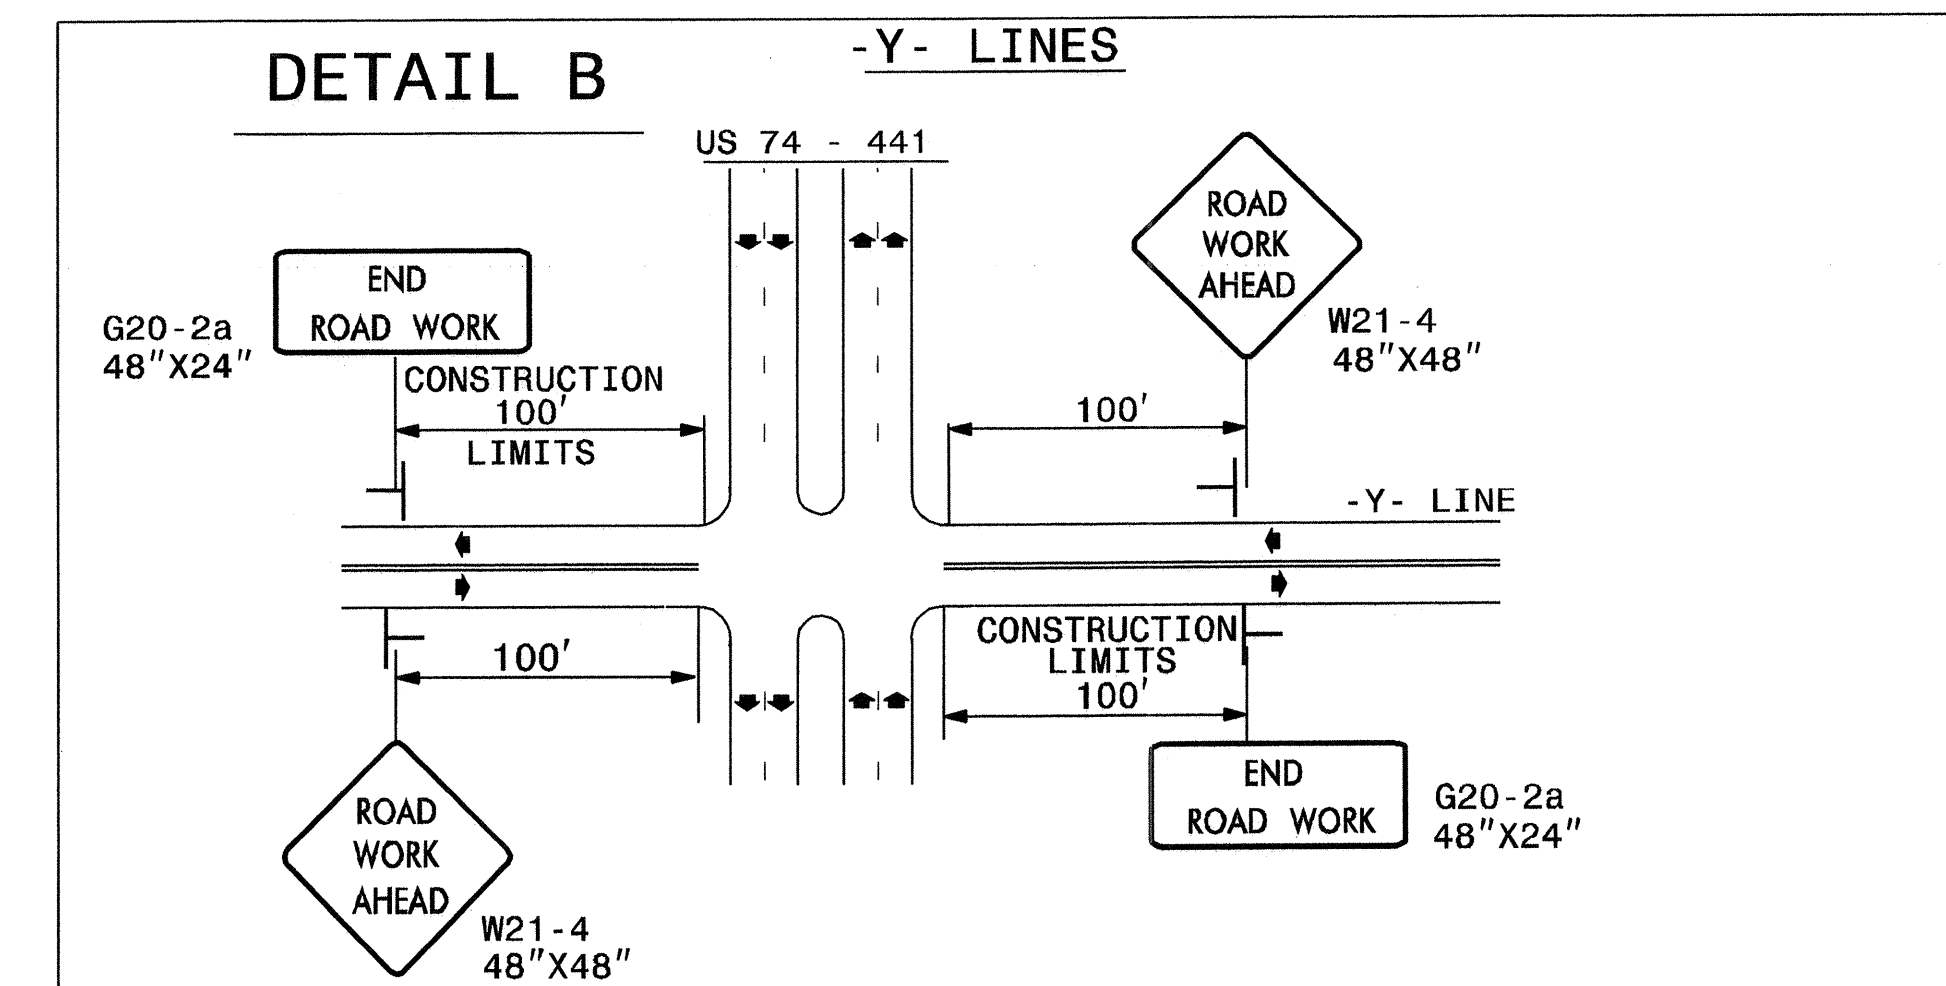 -Y- LINES
DETAIL B
US 74 - 441
ROAD
WORK
AHEAD
W21-4
48"X48"
END
ROAD WORK
G20-2a
48"X24"
CONSTRUCTION
100'
LIMITS
100'
-Y- LINE
100'
CONSTRUCTION
LIMITS
100'
ROAD
WORK
AHEAD
W21-4
48"X48"
END
ROAD WORK
G20-2a
48"X24"